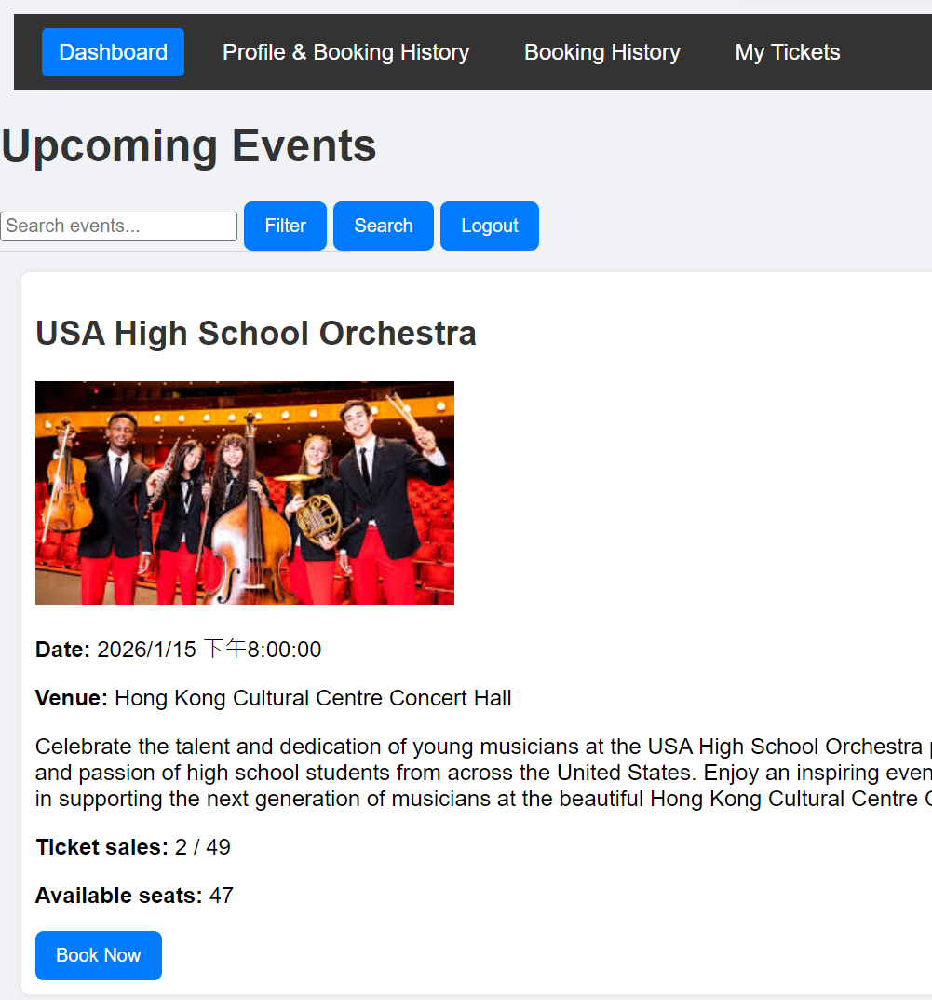 Dashboard Profile & Booking History Booking History My Tickets
Upcoming Events
Search events... Filter Search Logout
USA High School Orchestra
Date: 2026/1/15 下午8:00:00
Venue: Hong Kong Cultural Centre Concert Hall
Celebrate the talent and dedication of young musicians at the USA High School Orchestra
and passion of high school students from across the United States. Enjoy an inspiring
in supporting the next generation of musicians at the beautiful Hong Kong Cultural Centre
Ticket sales: 2 / 49
Available seats: 47
Book Now